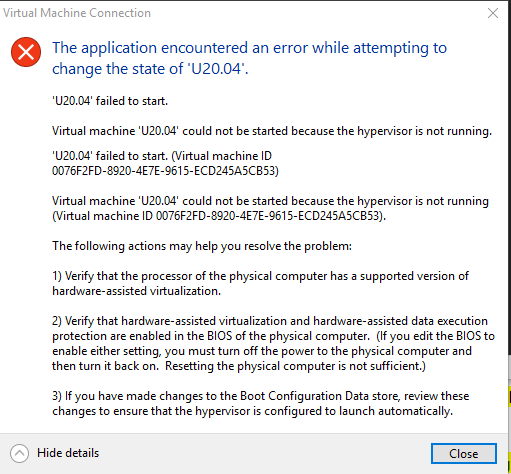 Virtual Machine Connection
The application encountered an error while attempting to
change the state of 'U20.04'.
'U20.04' failed to start.
Virtual machine 'U20.04' could not be started because the hypervisor is not running.
'U20.04' failed to start. (Virtual machine ID
0076F2FD-8920-4E7E-9615-ECD245A5CB53)
Virtual machine 'U20.04' could not be started because the hypervisor is not running
(Virtual machine ID 0076F2FD-8920-4E7E-9615-ECD245A5CB53).
The following actions may help you resolve the problem:
1) Verify that the processor of the physical computer has a supported version of
hardware-assisted virtualization.
2) Verify that hardware-assisted virtualization and hardware-assisted data execution
protection are enabled in the BIOS of the physical computer.  (If you edit the BIOS to
enable either setting, you must turn off the power to the physical computer and
then turn it back on.  Resetting the physical computer is not sufficient.)
3) If you have made changes to the Boot Configuration Data store, review these
changes to ensure that the hypervisor is configured to launch automatically.
Hide details
Close